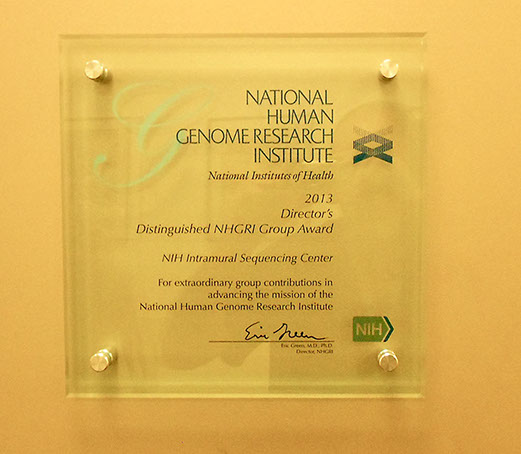 G
NATIONAL
HUMAN
GENOME RESEARCH
INSTITUTE
National Institutes of Health
2013
Director's
Distinguished NHGRI Group Award
NIH Intramural Sequencing Center
For extraordinary group contributions in
advancing the mission of the
National Human Genome Research Institute
NIH
Eric Green
Eric Green, M.D., Ph.D.
Director, NHGRI